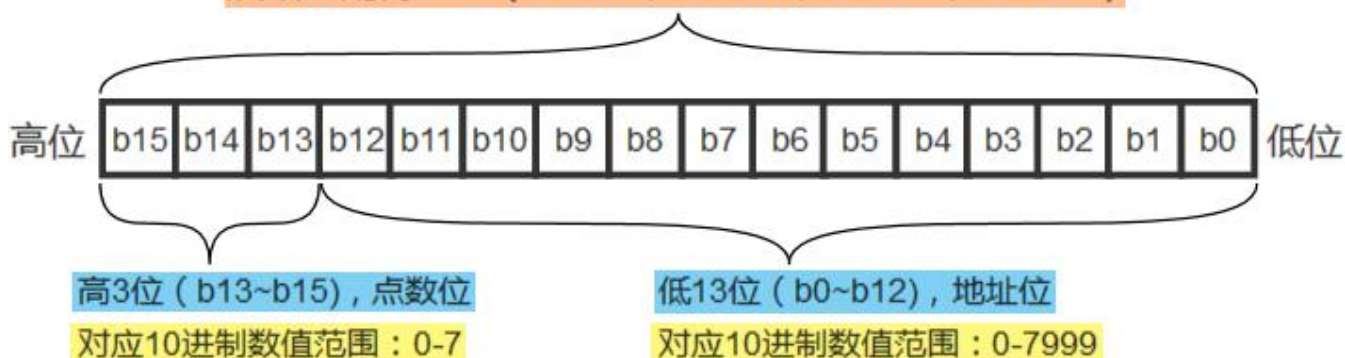 高位 b15 b14 b13 b12 b11 b10 b9 b8 b7 b6 b5 b4 b3 b2 b1 b0 低位
高3位（b13~b15)，点数位 低13位（b0~b12)，地址位
对应10进制数值范围：0-7 对应10进制数值范围：0-7999